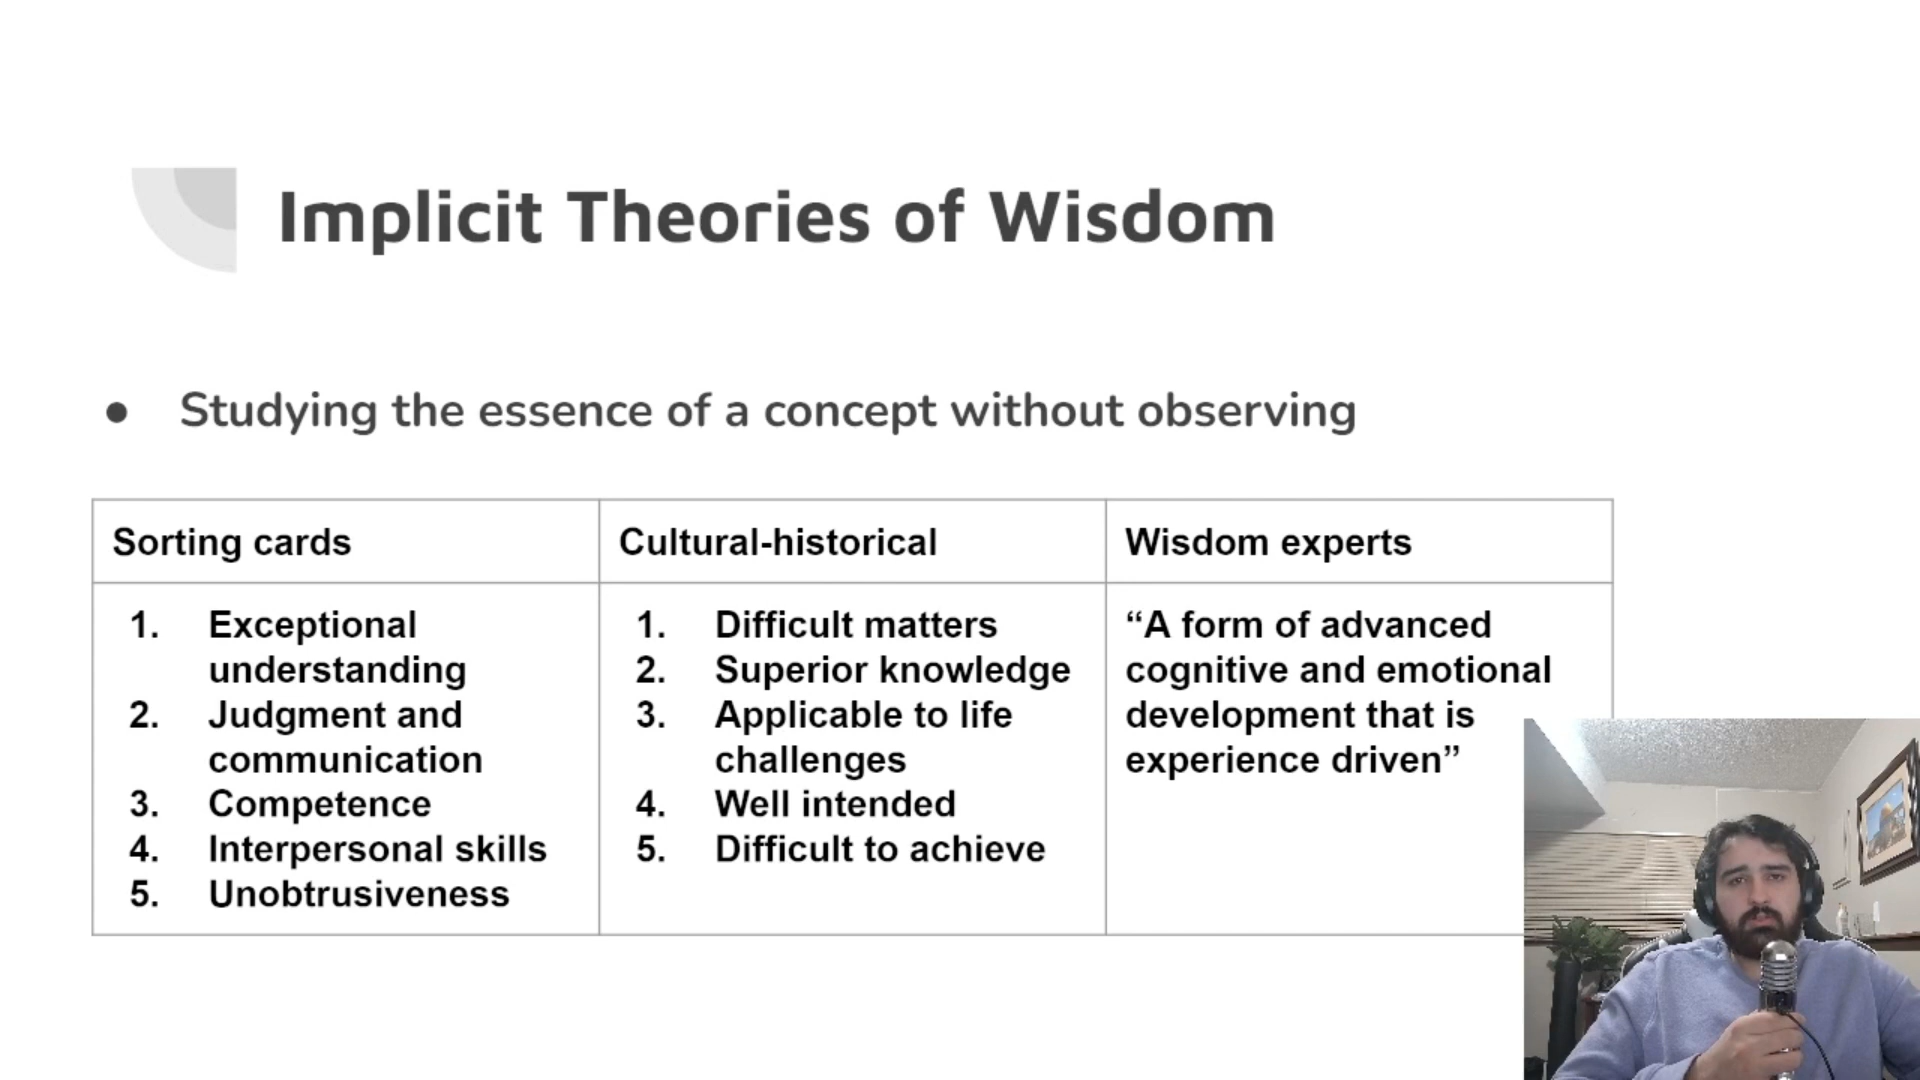 Implicit Theories of Wisdom
● Studying the essence of a concept without observing
Sorting cards
1. Exceptional
understanding
2. Judgment and
communication
3. Competence
4. Interpersonal skills
5. Unobtrusiveness
Cultural-historical
1. Difficult matters
2. Superior knowledge
3. Applicable to life
challenges
4. Well intended
5. Difficult to achieve
Wisdom experts
“A form of advanced
cognitive and emotional
development that is
experience driven”